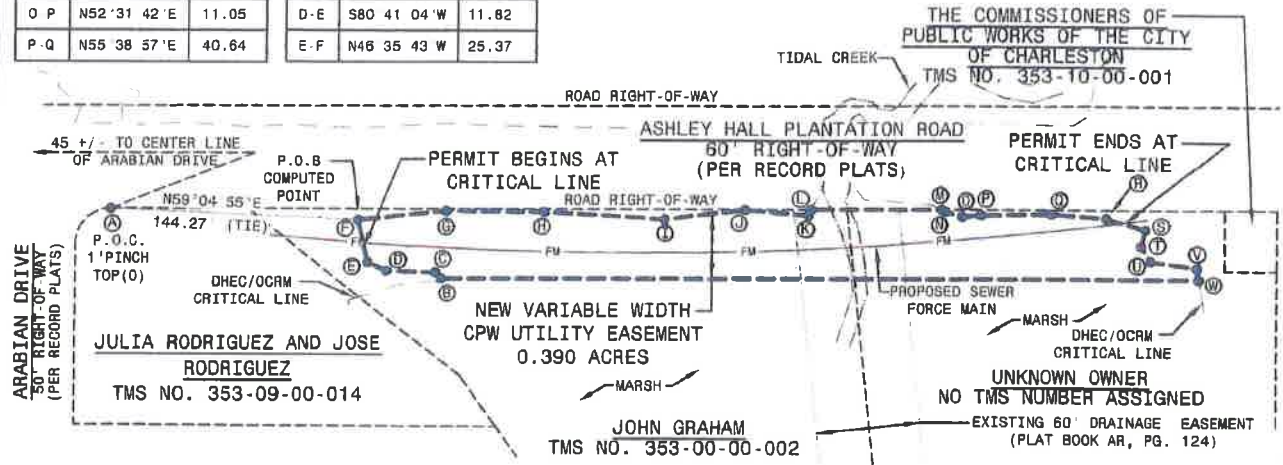 O P N52°31 42'E 11.05
P-Q N55 38 57'E 40.64
D-E S80 41 04'W 11.82
E-F N46 35 43 W 25.37
THE COMMISSIONERS OF
PUBLIC WORKS OF THE CITY
OF CHARLESTON
TMS NO. 353-10-00-001
TIDAL CREEK
ROAD RIGHT-OF-WAY
45 +/- TO CENTER LINE
OF ARABIAN DRIVE
P.O.B
COMPUTED
POINT
PERMIT BEGINS AT
CRITICAL LINE
ASHLEY HALL PLANTATION ROAD
60' RIGHT-OF-WAY
(PER RECORD PLATS)
PERMIT ENDS AT
CRITICAL LINE
N59°04 55'E
144.27 (TIE)
ROAD RIGHT-OF-WAY
A
F
G
H
I
J
L
K
M
N
O
P
Q
R
S
T
U
V
W
E
D
C
B
P.O.C.
1'PINCH
TOP(O)
FM
FM
FM
DHEC/OCRM
CRITICAL LINE
NEW VARIABLE WIDTH
CPW UTILITY EASEMENT
0.390 ACRES
PROPOSED SEWER
FORCE MAIN
MARSH
DHEC/OCRM
CRITICAL LINE
ARABIAN DRIVE
50' RIGHT-OF-WAY
(PER RECORD PLATS)
JULIA RODRIGUEZ AND JOSE
RODRIGUEZ
TMS NO. 353-09-00-014
MARSH
JOHN GRAHAM
TMS NO. 353-00-00-002
UNKNOWN OWNER
NO TMS NUMBER ASSIGNED
EXISTING 60' DRAINAGE EASEMENT
(PLAT BOOK AR, PG. 124)